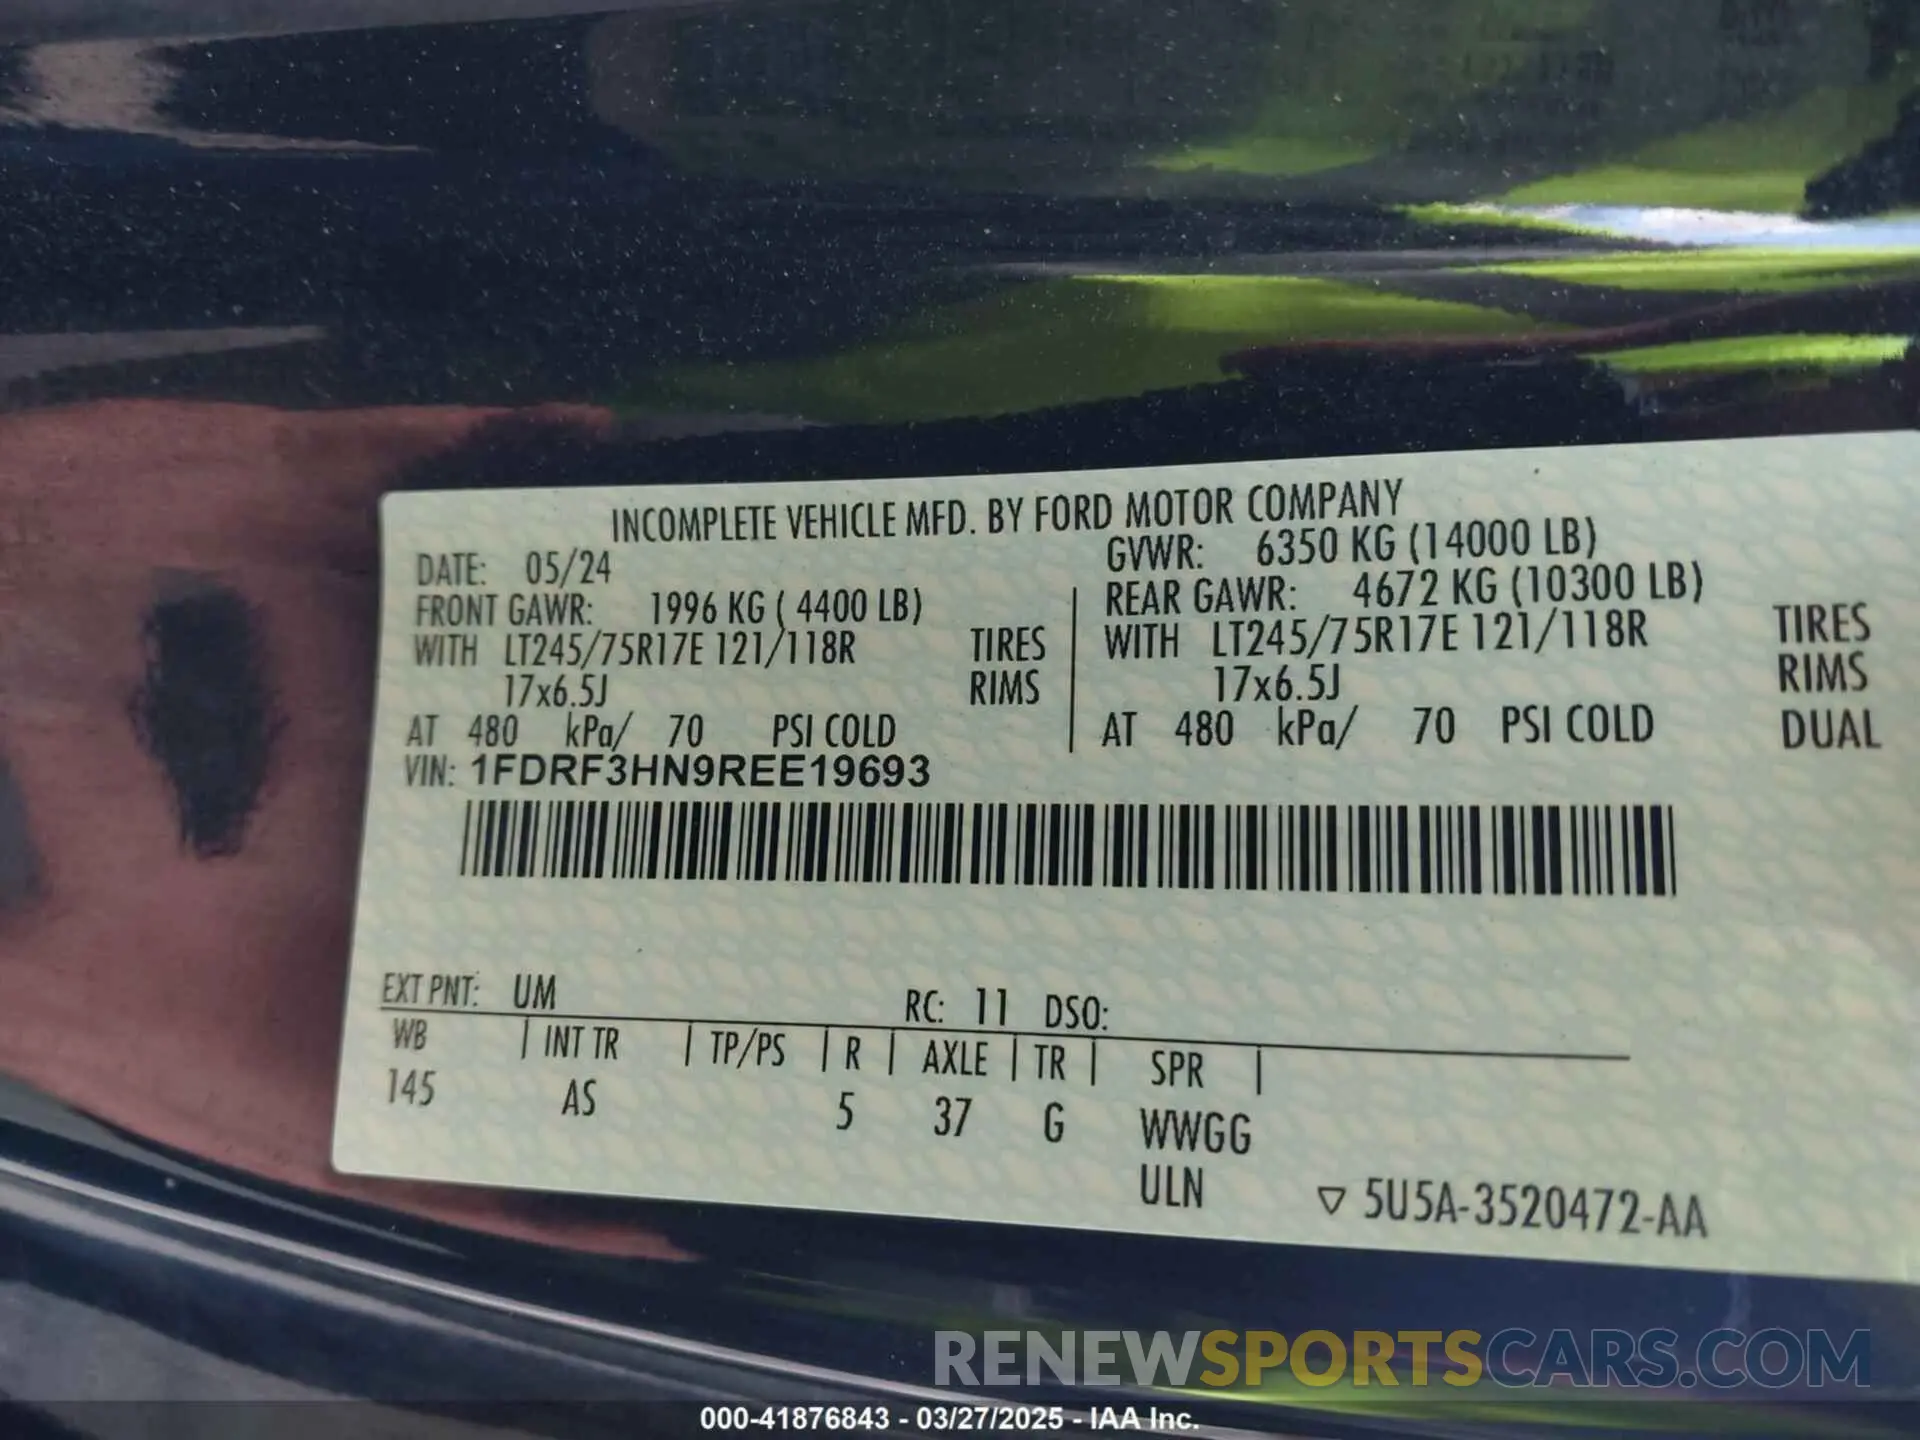 INCOMPLETE VEHICLE MFD. BY FORD MOTOR COMPANY
DATE: 05/24 GVWR: 6350 KG (14000 LB)
FRONT GAWR: 1996 KG ( 4400 LB) REAR GAWR: 4672 KG (10300 LB)
WITH LT245/75R17E 121/118R TIRES WITH LT245/75R17E 121/118R TIRES
17x6.5J RIMS 17x6.5J RIMS
AT 480 kPa/ 70 PSI COLD AT 480 kPa/ 70 PSI COLD DUAL
VIN: 1FDRF3HN9REE19693
EXT PNT: UM RC: 11 DSO:
WB | INT TR | TP/PS | R | AXLE | TR | SPR |
145 AS 5 37 G WWGG
ULN ▽ 5U5A-3520472-AA
RENEWSPORTSCARS.COM
000-41876843 - 03/27/2025 - IAA Inc.